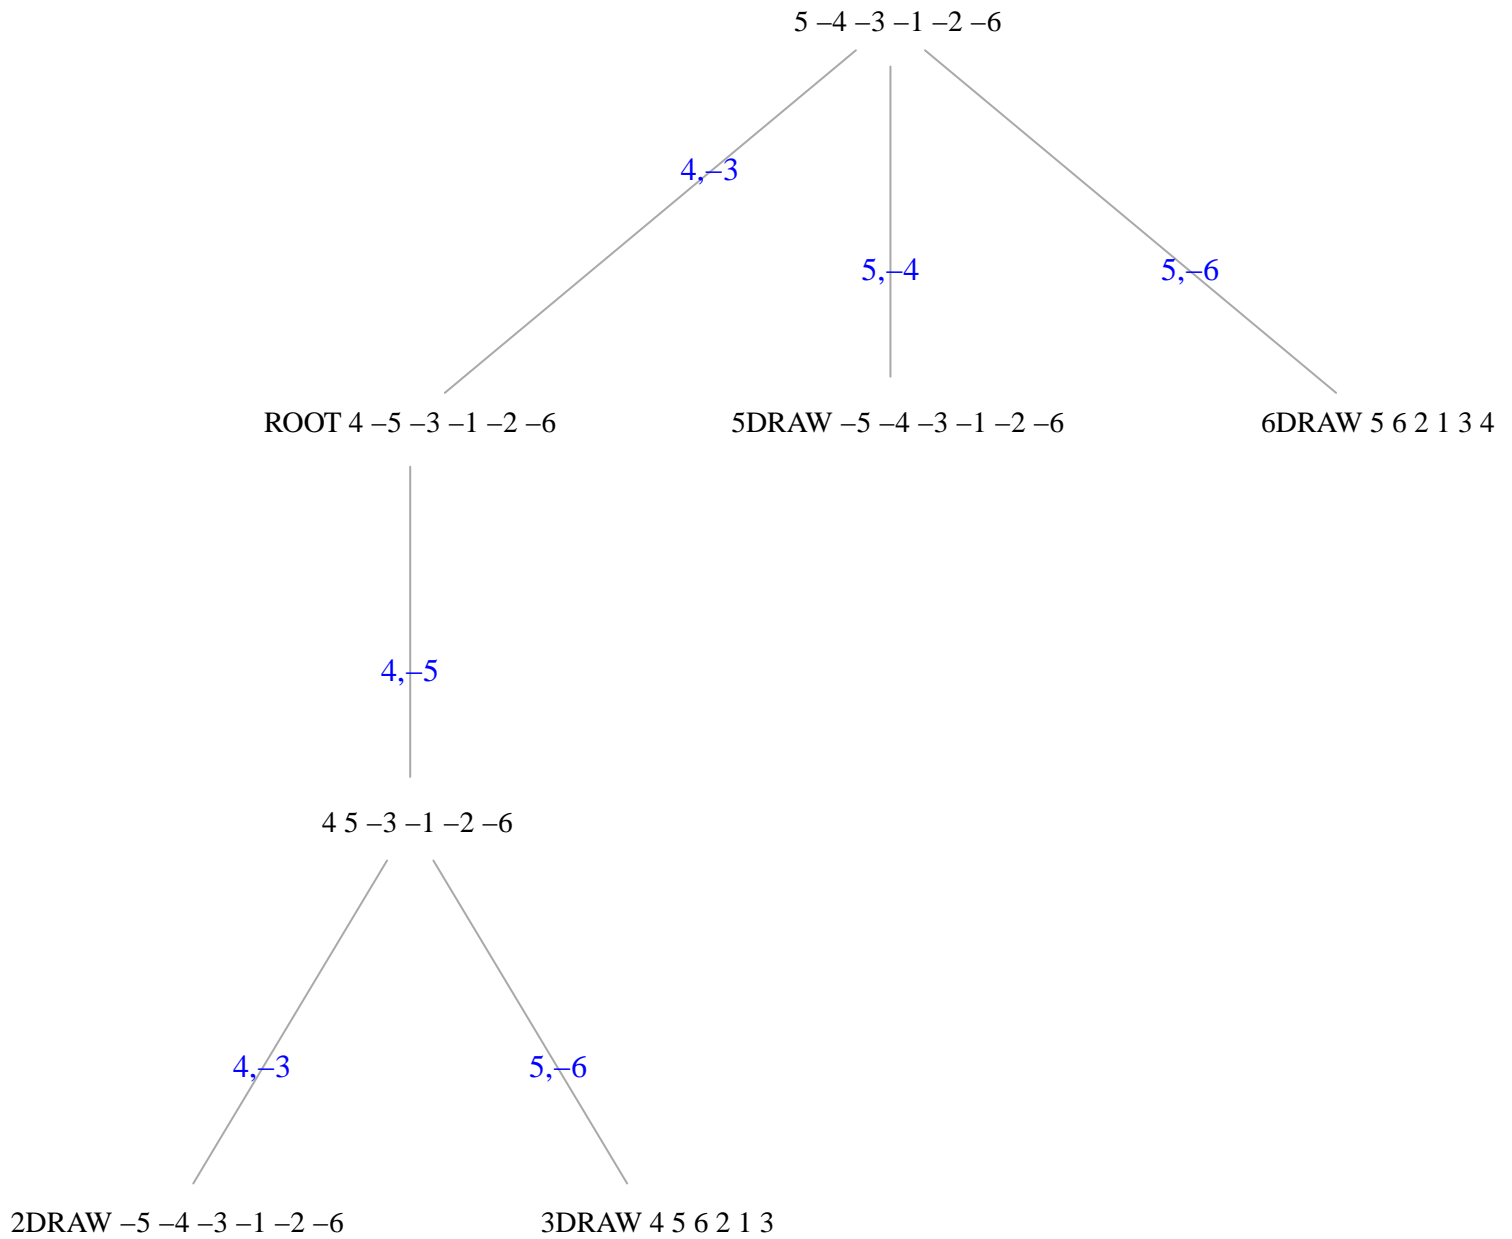 5 –4 –3 –1 –2 –6
4,–3
5,–4
5,–6
ROOT 4 –5 –3 –1 –2 –6
5DRAW –5 –4 –3 –1 –2 –6
6DRAW 5 6 2 1 3 4
4,–5
4 5 –3 –1 –2 –6
4,–3
5,–6
2DRAW –5 –4 –3 –1 –2 –6
3DRAW 4 5 6 2 1 3